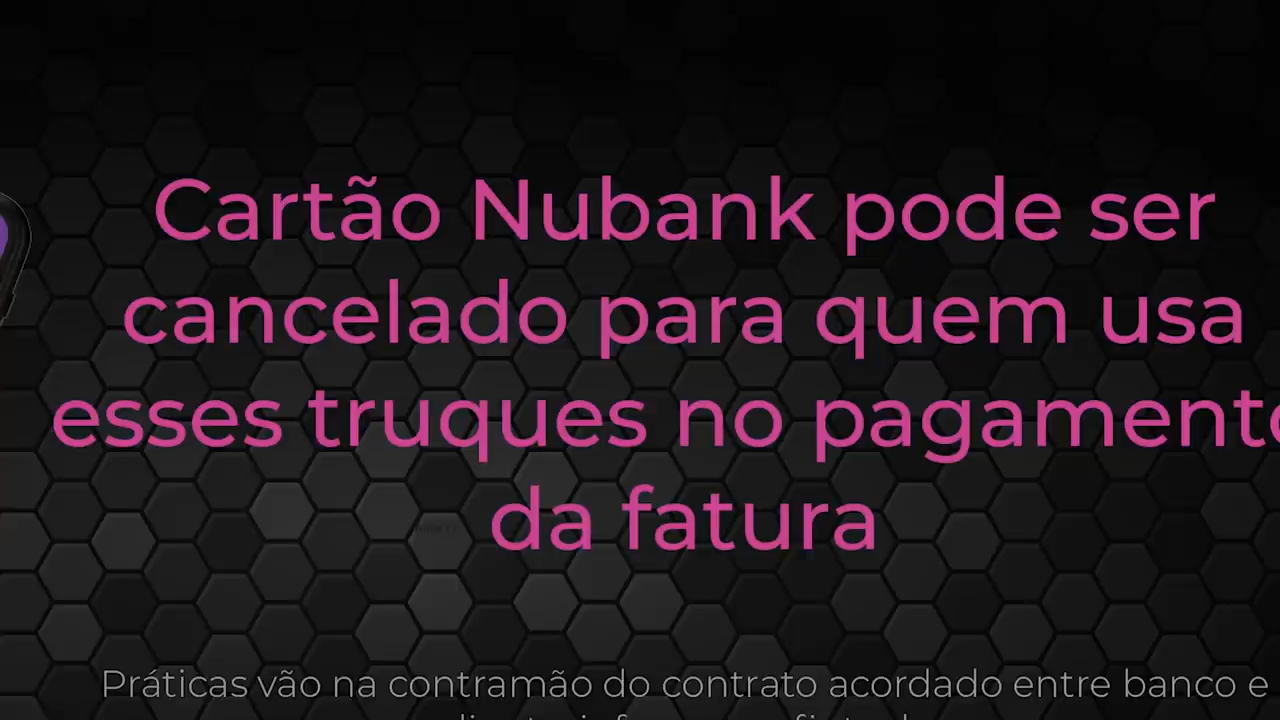 Cartão Nubank pode ser
cancelado para quem usa
esses truques no pagamento
da fatura
Práticas vão na contramão do contrato acordado entre banco e